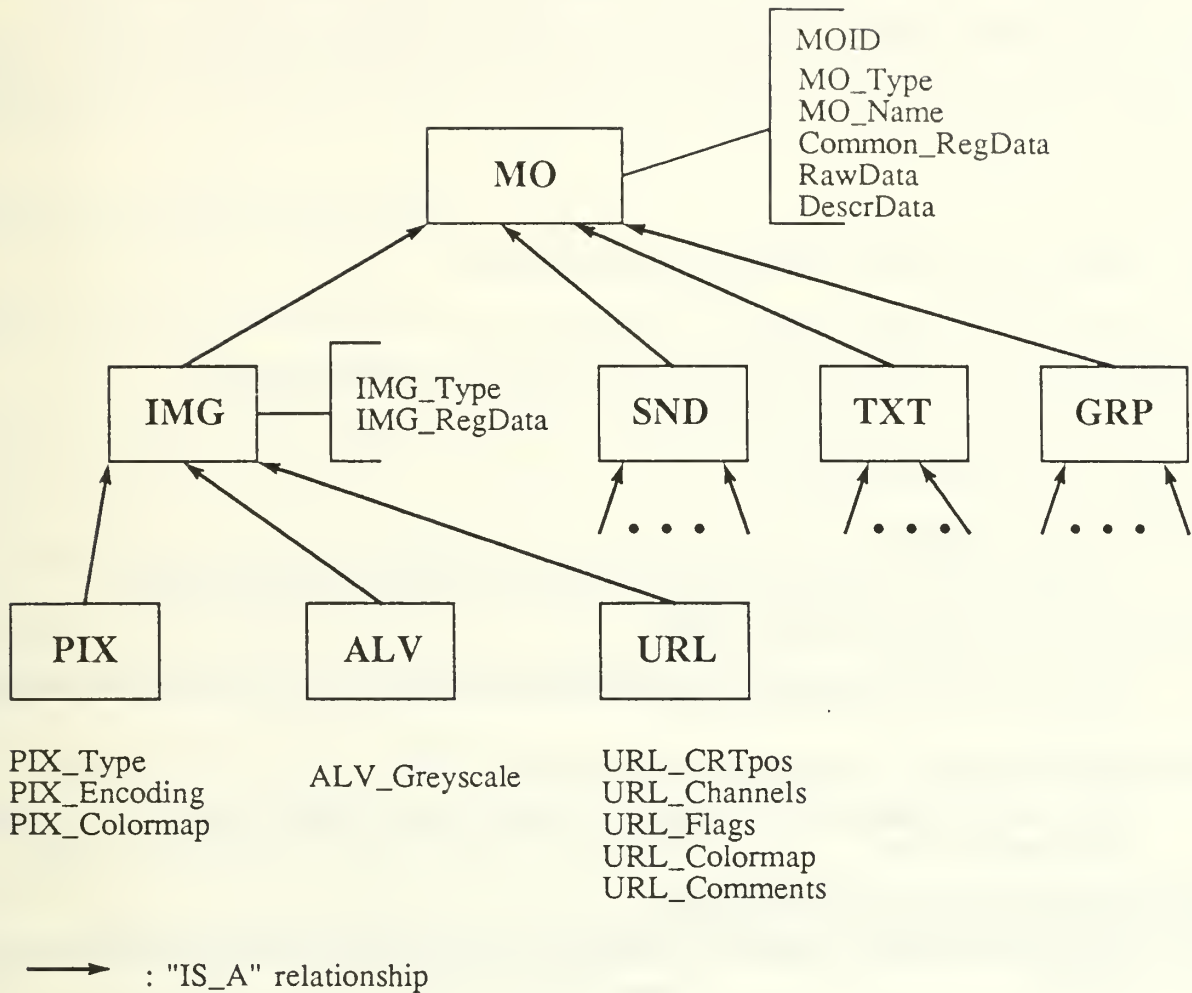 MOID
MO_Type
MO_Name
Common_RegData
RawData
DescrData
MO
IMG
IMG_Type
IMG_RegData
SND
TXT
GRP
PIX
ALV
URL
PIX_Type
PIX_Encoding
PIX_Colormap
ALV_Greyscale
URL_CRTpos
URL_Channels
URL_Flags
URL_Colormap
URL_Comments
: "IS_A" relationship